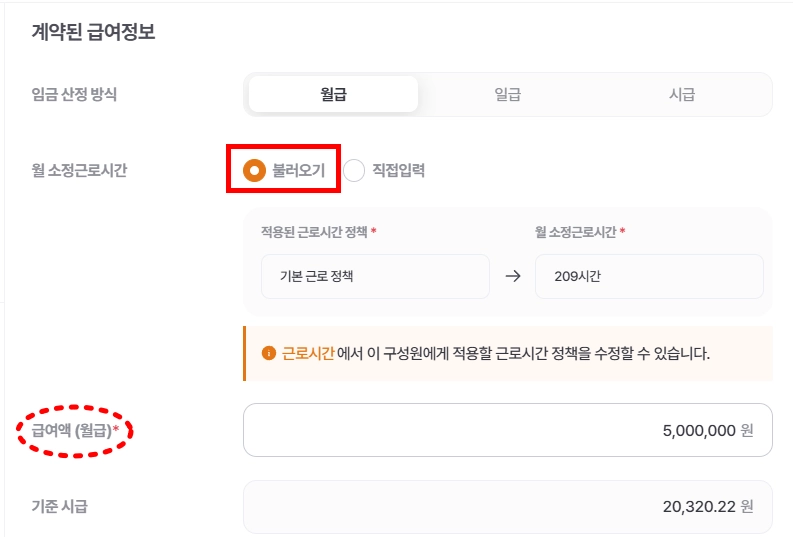 계약된 급여정보
임금 산정 방식
월급 일급 시급
월 소정근로시간
불러오기 직접입력
적용된 근로시간 정책 * 월 소정근로시간 *
기본 근로 정책 → 209시간
근로시간에서 이 구성원에게 적용할 근로시간 정책을 수정할 수 있습니다.
급여액 (월급)* 5,000,000 원
기준 시급 20,320.22 원